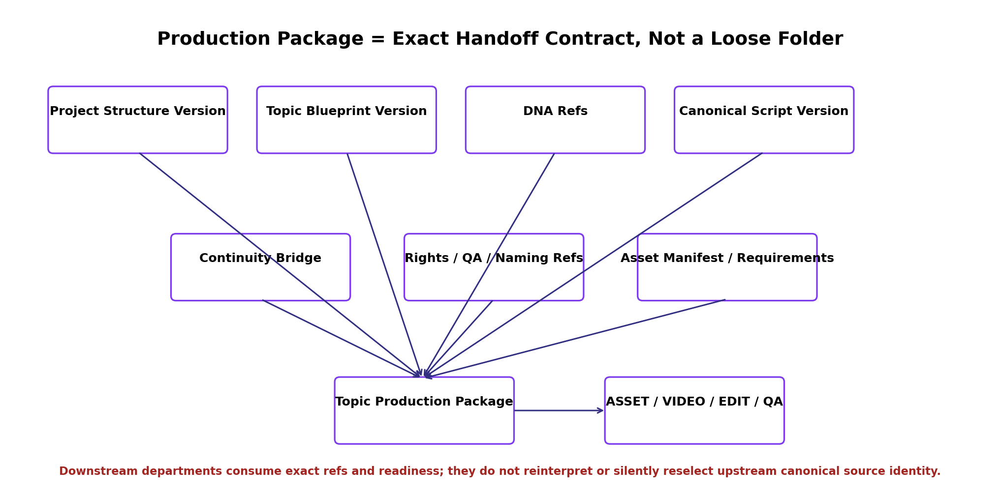 Production Package = Exact Handoff Contract, Not a Loose Folder
Project Structure Version
Topic Blueprint Version
DNA Refs
Canonical Script Version
Continuity Bridge
Rights / QA / Naming Refs
Asset Manifest / Requirements
Topic Production Package
ASSET / VIDEO / EDIT / QA
Downstream departments consume exact refs and readiness; they do not reinterpret or silently reselect upstream canonical source identity.